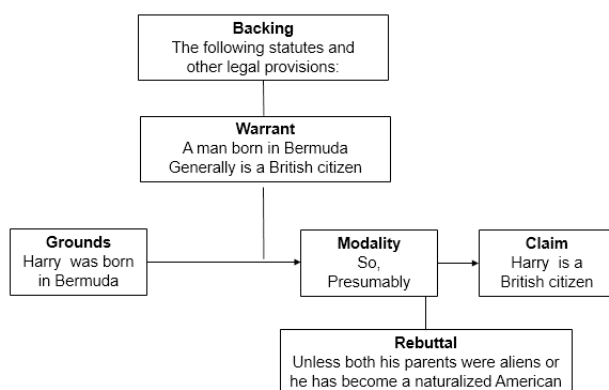 Backing
The following statutes and
other legal provisions:
Warrant
A man born in Bermuda
Generally is a British citizen
Grounds
Harry was born
in Bermuda
Modality
So,
Presumably
Claim
Harry is a
British citizen
Rebuttal
Unless both his parents were aliens or
he has become a naturalized American